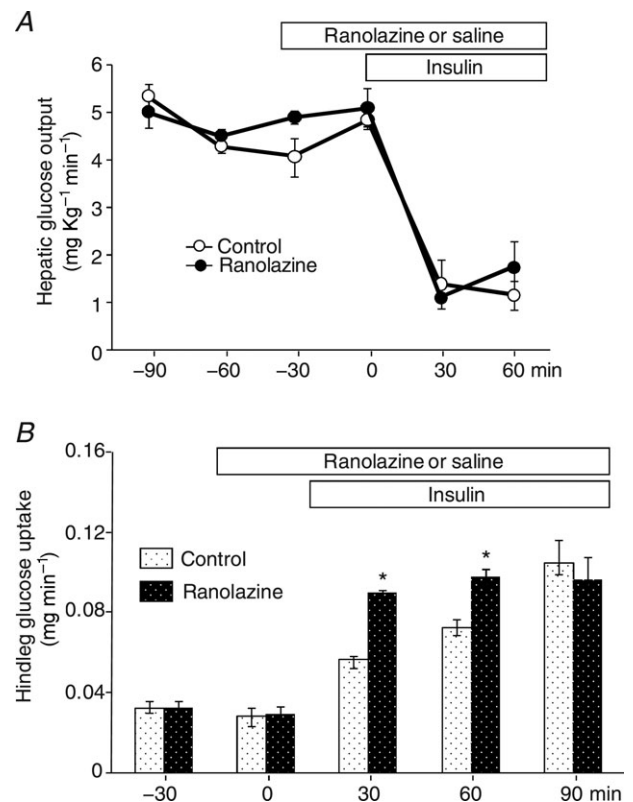 A
Ranolazine or saline
Insulin
6
5
4
3
2
1
0
Hepatic glucose output
(mg Kg⁻¹ min⁻¹)
Control
Ranolazine
–90 –60 –30 0 30 60 min
B
Ranolazine or saline
Insulin
0.16
0.12
0.08
0.04
0
Hindleg glucose uptake
(mg min⁻¹)
Control
Ranolazine
* *
–30 0 30 60 90 min